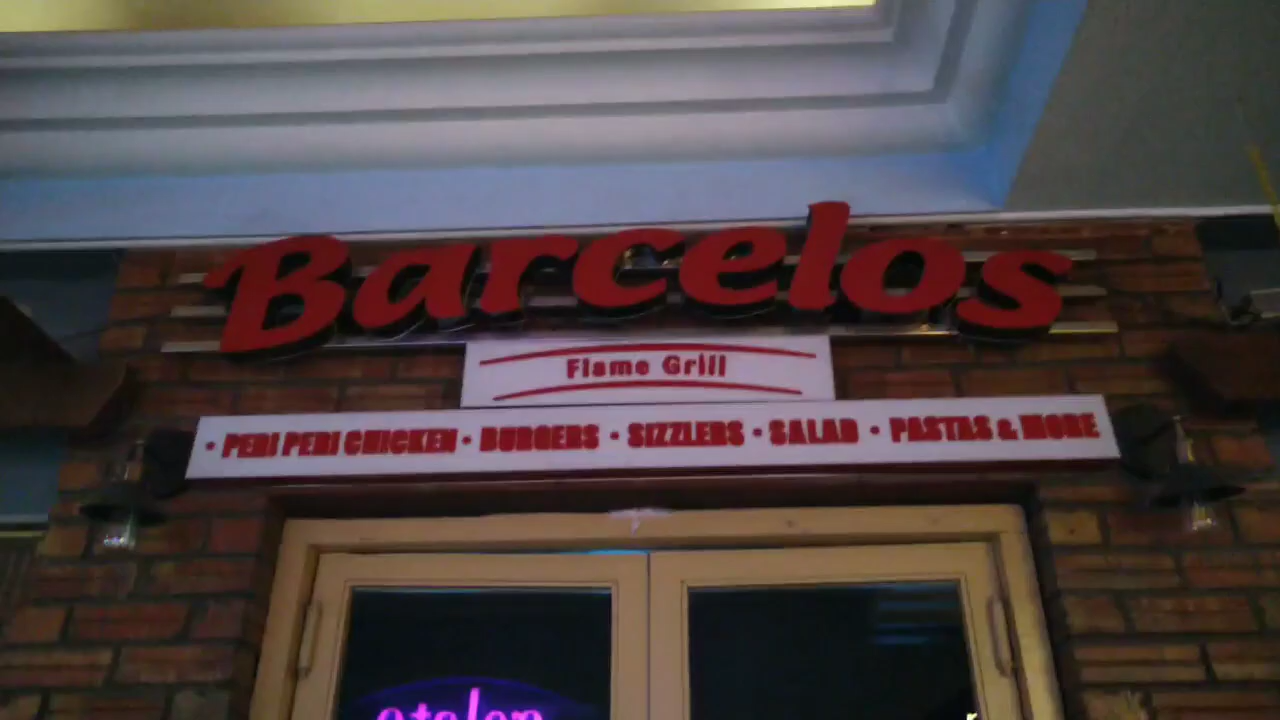 Barcelos
Flame Grill
• PERI PERI CHICKEN • BURGERS • SIZZLERS • SALAD • PASTAS & MORE